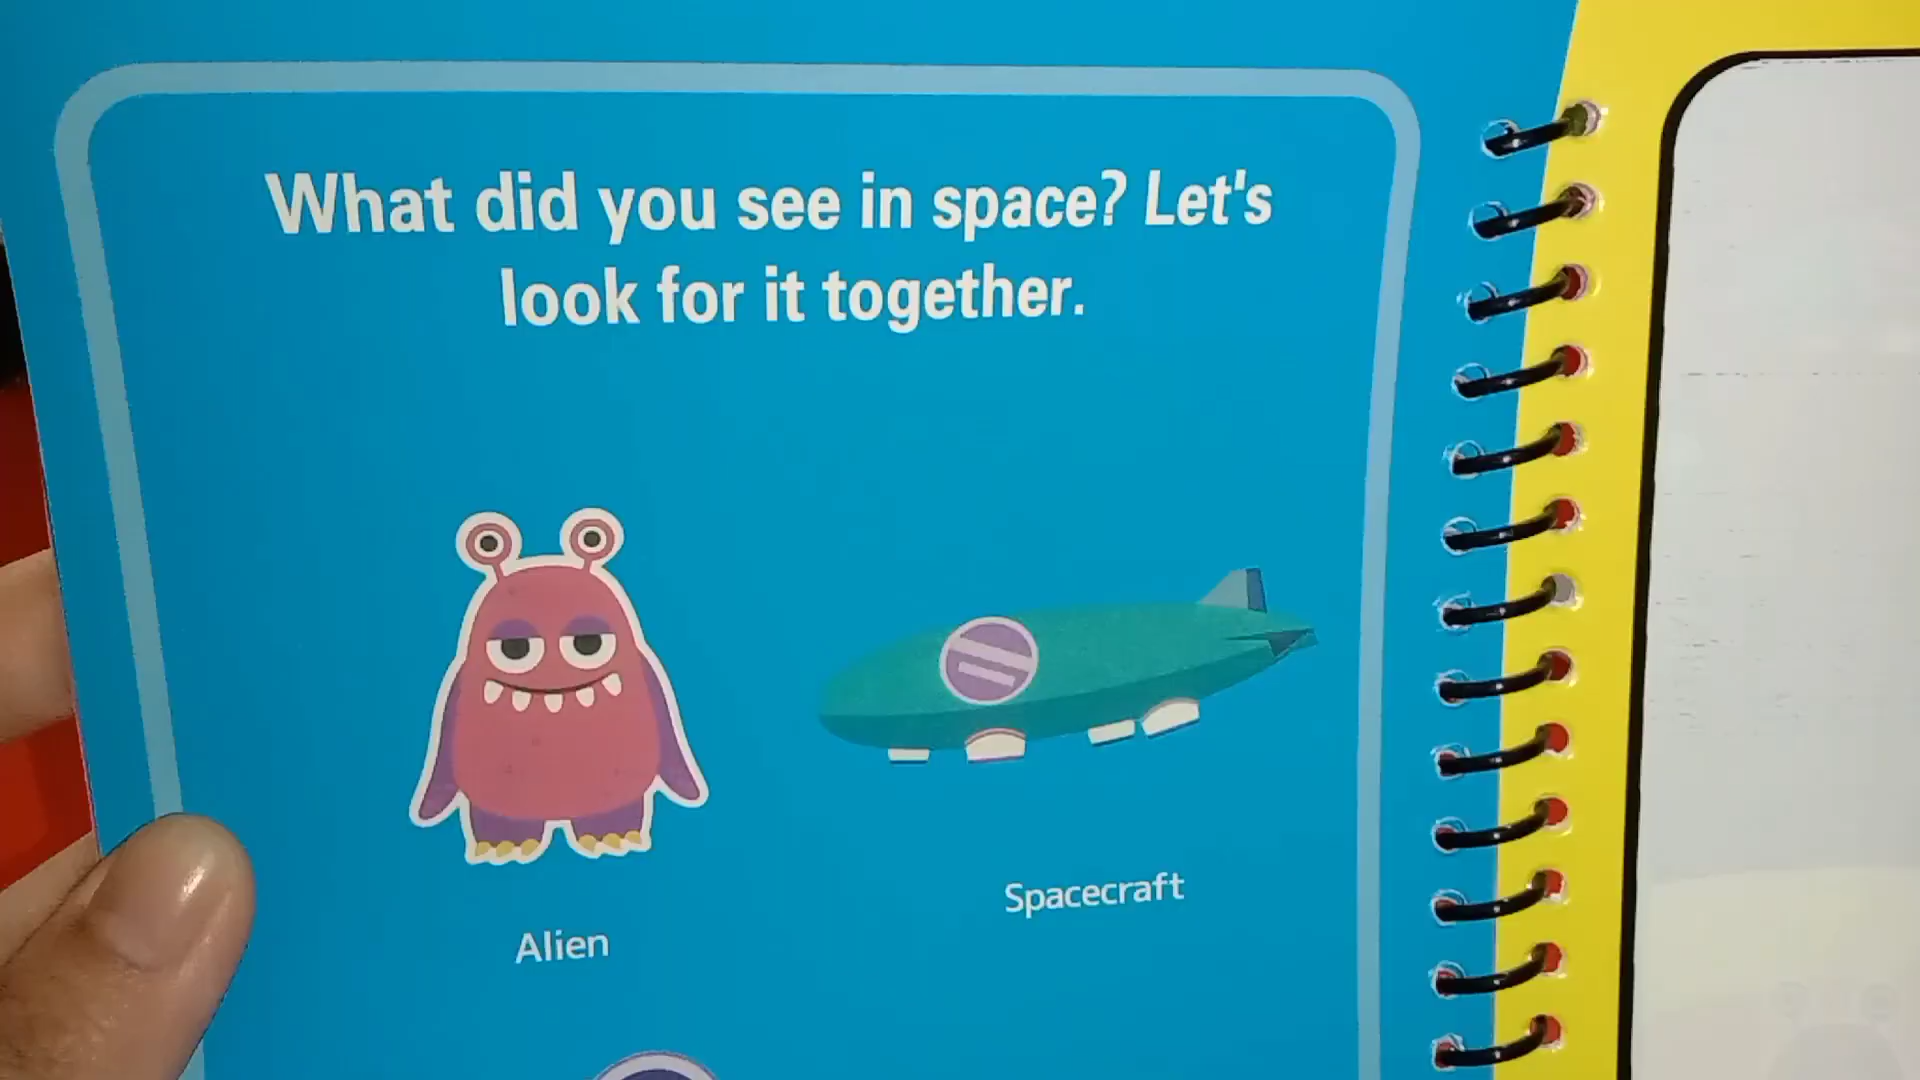 What did you see in space? Let's
look for it together.
Spacecraft
Alien